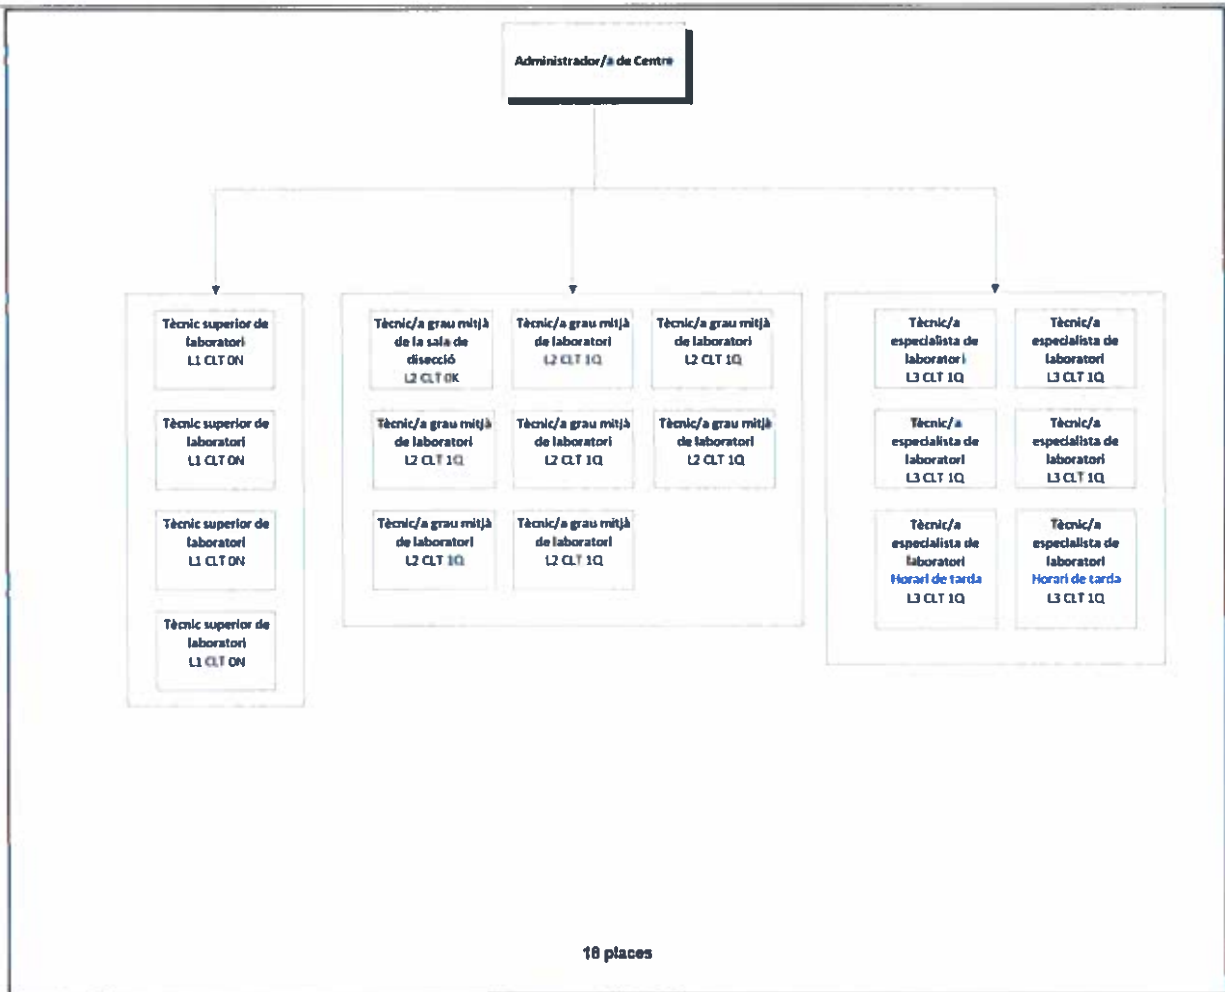 Administrador/a de Centre
Tècnic superior de
laboratori
L1 CLT 0N
Tècnic superior de
laboratori
L1 CLT 0N
Tècnic superior de
laboratori
L1 CLT 0N
Tècnic superior de
laboratori
L1 CLT 0N
Tècnic/a grau mitjà
de la sala de
disecció
L2 CLT 0K
Tècnic/a grau mitjà
de laboratori
L2 CLT 1Q
Tècnic/a grau mitjà
de laboratori
L2 CLT 1Q
Tècnic/a grau mitjà
de laboratori
L2 CLT 1Q
Tècnic/a grau mitjà
de laboratori
L2 CLT 1Q
Tècnic/a grau mitjà
de laboratori
L2 CLT 1Q
Tècnic/a grau mitjà
de laboratori
L2 CLT 1Q
Tècnic/a grau mitjà
de laboratori
L2 CLT 1Q
Tècnic/a
especialista de
laboratori
L3 CLT 1Q
Tècnic/a
especialista de
laboratori
L3 CLT 1Q
Tècnic/a
especialista de
laboratori
L3 CLT 1Q
Tècnic/a
especialista de
laboratori
L3 CLT 1Q
Tècnic/a
especialista de
laboratori
Horari de tarda
L3 CLT 1Q
Tècnic/a
especialista de
laboratori
Horari de tarda
L3 CLT 1Q
18 places